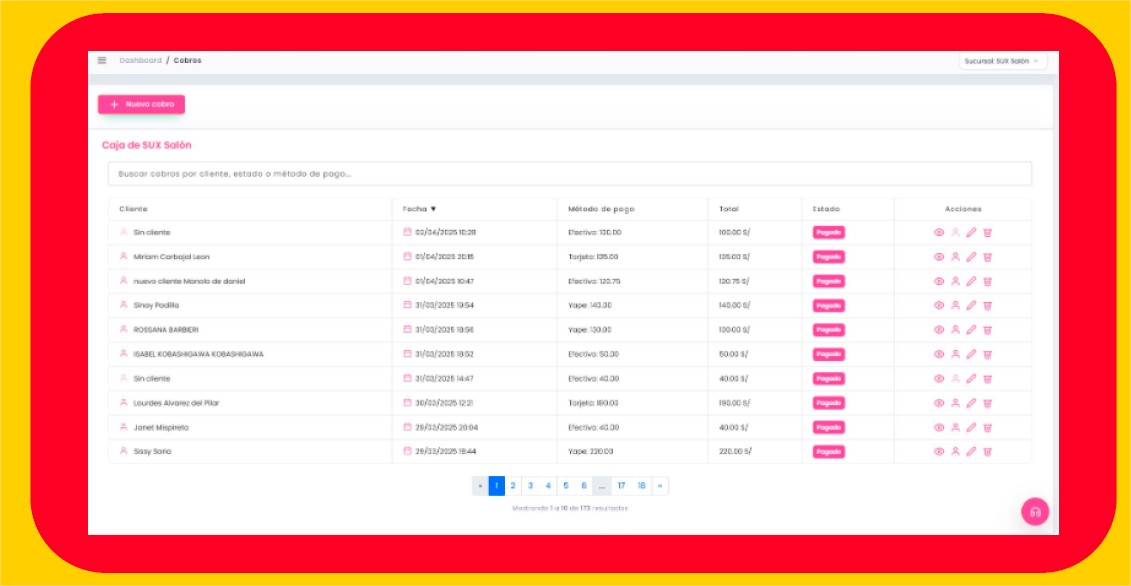 Dashboard / Cobros
Sucursal: SUX Salón
+ Nuevo cobro
Caja de SUX Salón
Buscar cobros por cliente, estado o método de pago...
Cliente Fecha ▼ Método de pago Total Estado Acciones
Sin cliente 02/04/2025 10:28 Efectivo: 100.00 100.00 S/ Pagado
Miriam Carbajal Leon 01/04/2025 20:15 Tarjeta: 135.00 135.00 S/ Pagado
nuevo cliente Manolo de daniel 01/04/2025 10:47 Efectivo: 120.75 120.75 S/ Pagado
Sinay Padilla 31/03/2025 19:54 Yape: 140.00 140.00 S/ Pagado
ROSSANA BARBIERI 31/03/2025 18:56 Yape: 130.00 130.00 S/ Pagado
ISABEL KOBASHIGAWA KOBASHIGAWA 31/03/2025 18:52 Efectivo: 50.00 50.00 S/ Pagado
Sin cliente 31/03/2025 14:47 Efectivo: 40.00 40.00 S/ Pagado
Lourdes Alvarez del Pilar 30/03/2025 12:21 Tarjeta: 190.00 190.00 S/ Pagado
Janet Mispireta 29/03/2025 20:04 Efectivo: 40.00 40.00 S/ Pagado
Sissy Soria 29/03/2025 19:44 Yape: 220.00 220.00 S/ Pagado
« 1 2 3 4 5 6 ... 17 18 »
Mostrando 1 a 10 de 173 resultados